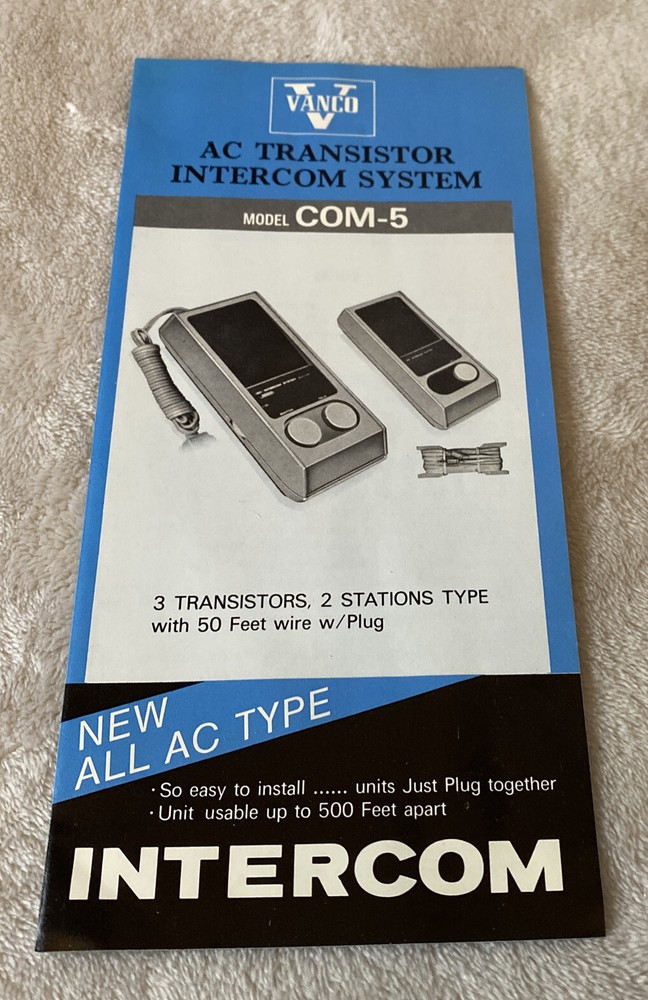 VANCO
AC TRANSISTOR
INTERCOM SYSTEM
MODEL COM-5
3 TRANSISTORS, 2 STATIONS TYPE
with 50 Feet wire w/Plug
NEW
ALL AC TYPE
·So easy to install ...... units Just Plug together
·Unit usable up to 500 Feet apart
INTERCOM